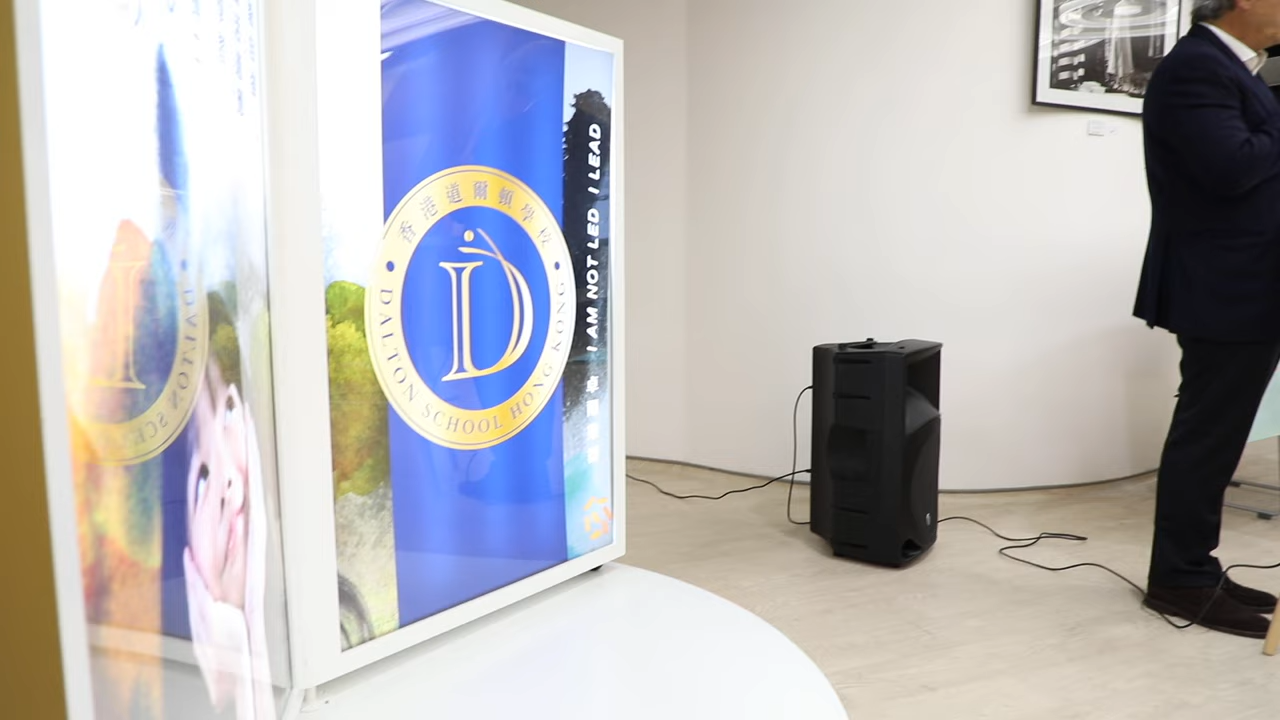 香港道爾頓學校
DALTON SCHOOL HONG KONG
D
I AM NOT LED I LEAD